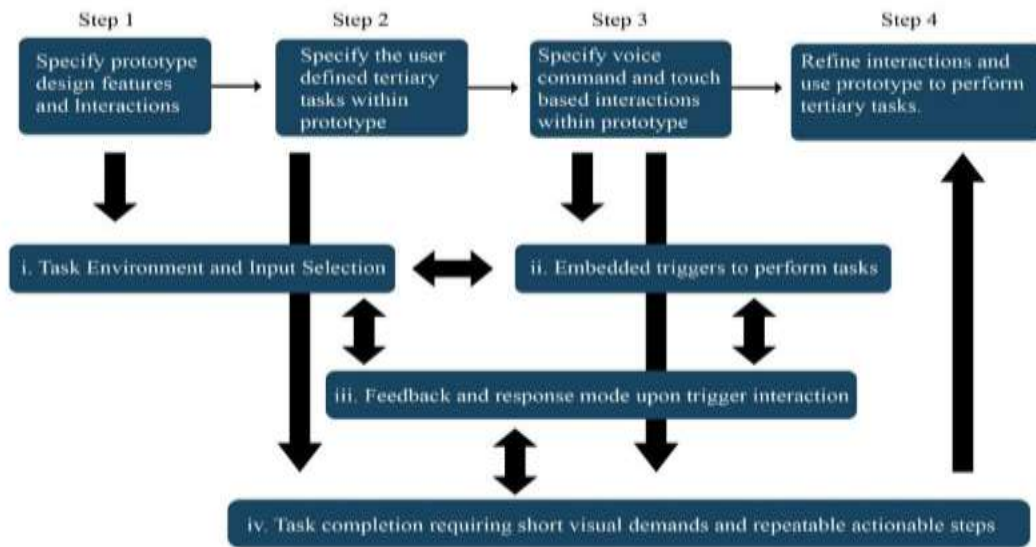 Step 1
Step 2
Step 3
Step 4
Specify prototype
design features
and Interactions
Specify the user
defined tertiary
tasks within
prototype
Specify voice
command and touch
based interactions
within prototype
Refine interactions and
use prototype to perform
tertiary tasks.
i. Task Environment and Input Selection
ii. Embedded triggers to perform tasks
iii. Feedback and response mode upon trigger interaction
iv. Task completion requiring short visual demands and repeatable actionable steps